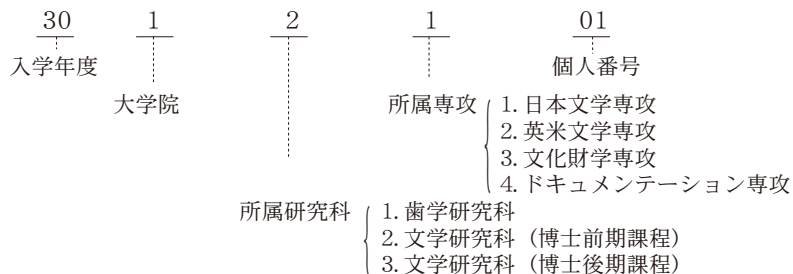 30 1 2 1 01
入学年度 個人番号
大学院 所属専攻 1. 日本文学専攻
2. 英米文学専攻
3. 文化財学専攻
4. ドキュメンテーション専攻
所属研究科 1. 歯学研究科
2. 文学研究科（博士前期課程）
3. 文学研究科（博士後期課程）